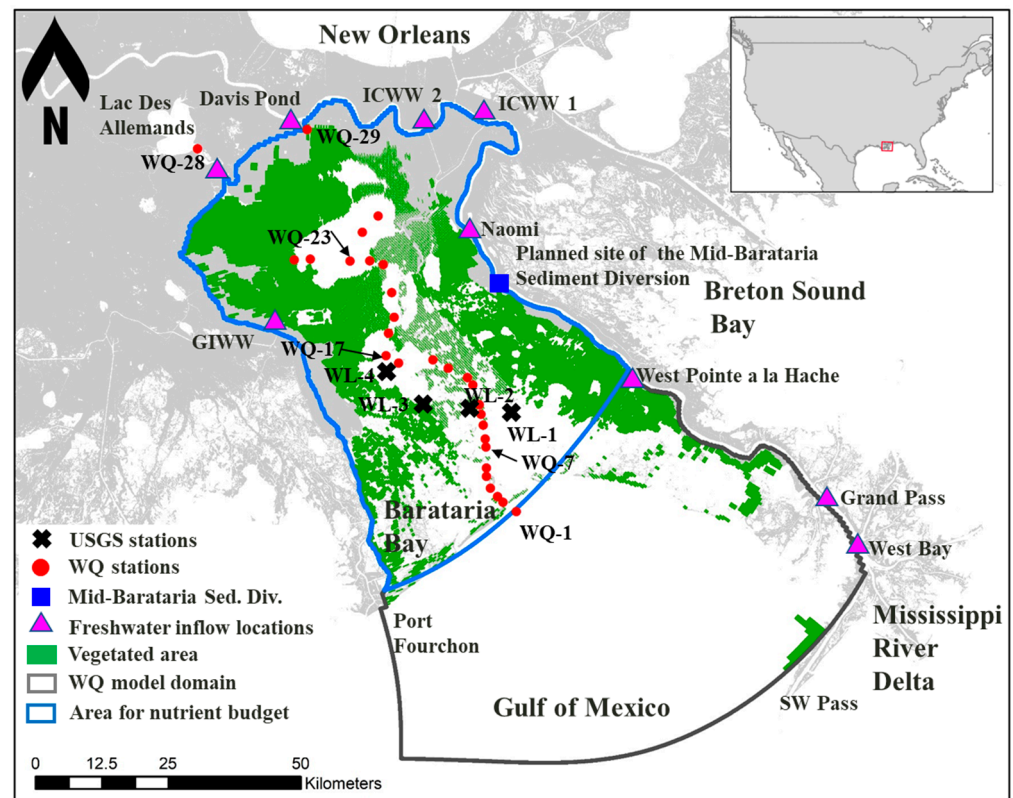 New Orleans
N
Lac Des
Allemands
Davis Pond
ICWW 2
ICWW 1
WQ-29
WQ-28
WQ-23
Naomi
Planned site of the Mid-Barataria
Sediment Diversion
Breton Sound
Bay
GIWW
WQ-17
WL-4
West Pointe a la Hache
WL-3
WL-2
WL-1
WQ-7
Grand Pass
Barataria
Bay
WQ-1
West Bay
USGS stations
WQ stations
Mid-Barataria Sed. Div.
Freshwater inflow locations
Vegetated area
WQ model domain
Area for nutrient budget
Port
Fourchon
Mississippi
River
Delta
SW Pass
Gulf of Mexico
0 12.5 25 50
Kilometers